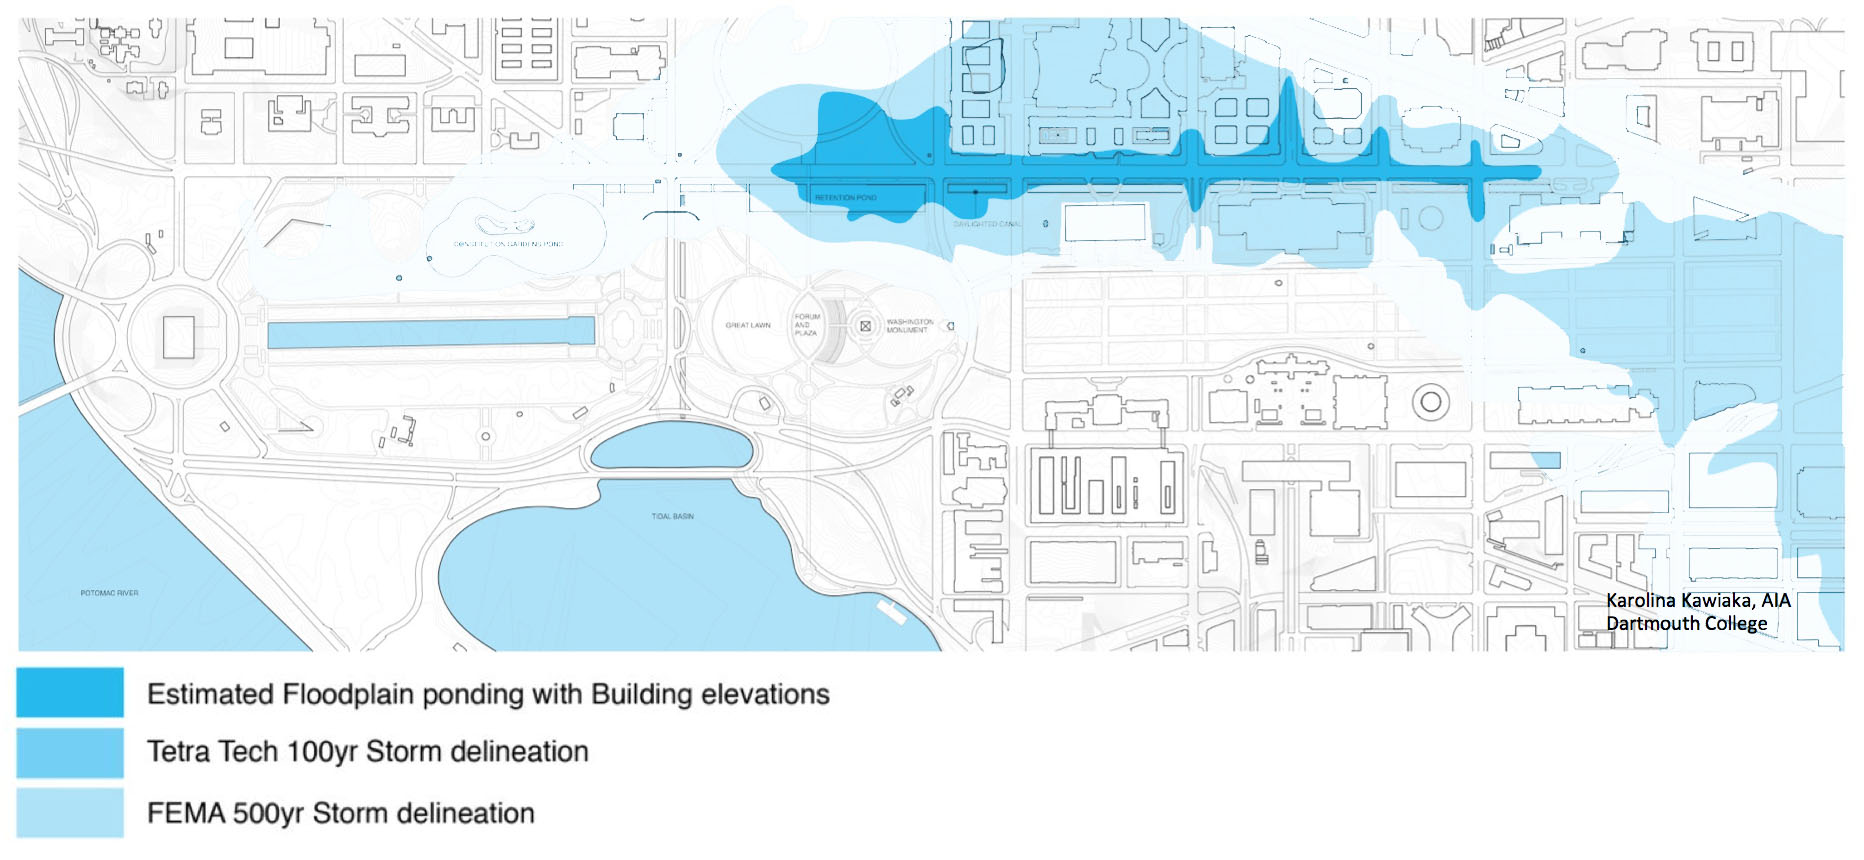 RETENTION POND
DAYLIGHTED CANAL
CONSTITUTION GARDENS POND
GREAT LAWN
FORUM
AND
PLAZA
WASHINGTON
MONUMENT
TIDAL BASIN
POTOMAC RIVER
Karolina Kawiaka, AIA
Dartmouth College
Estimated Floodplain ponding with Building elevations
Tetra Tech 100yr Storm delineation
FEMA 500yr Storm delineation